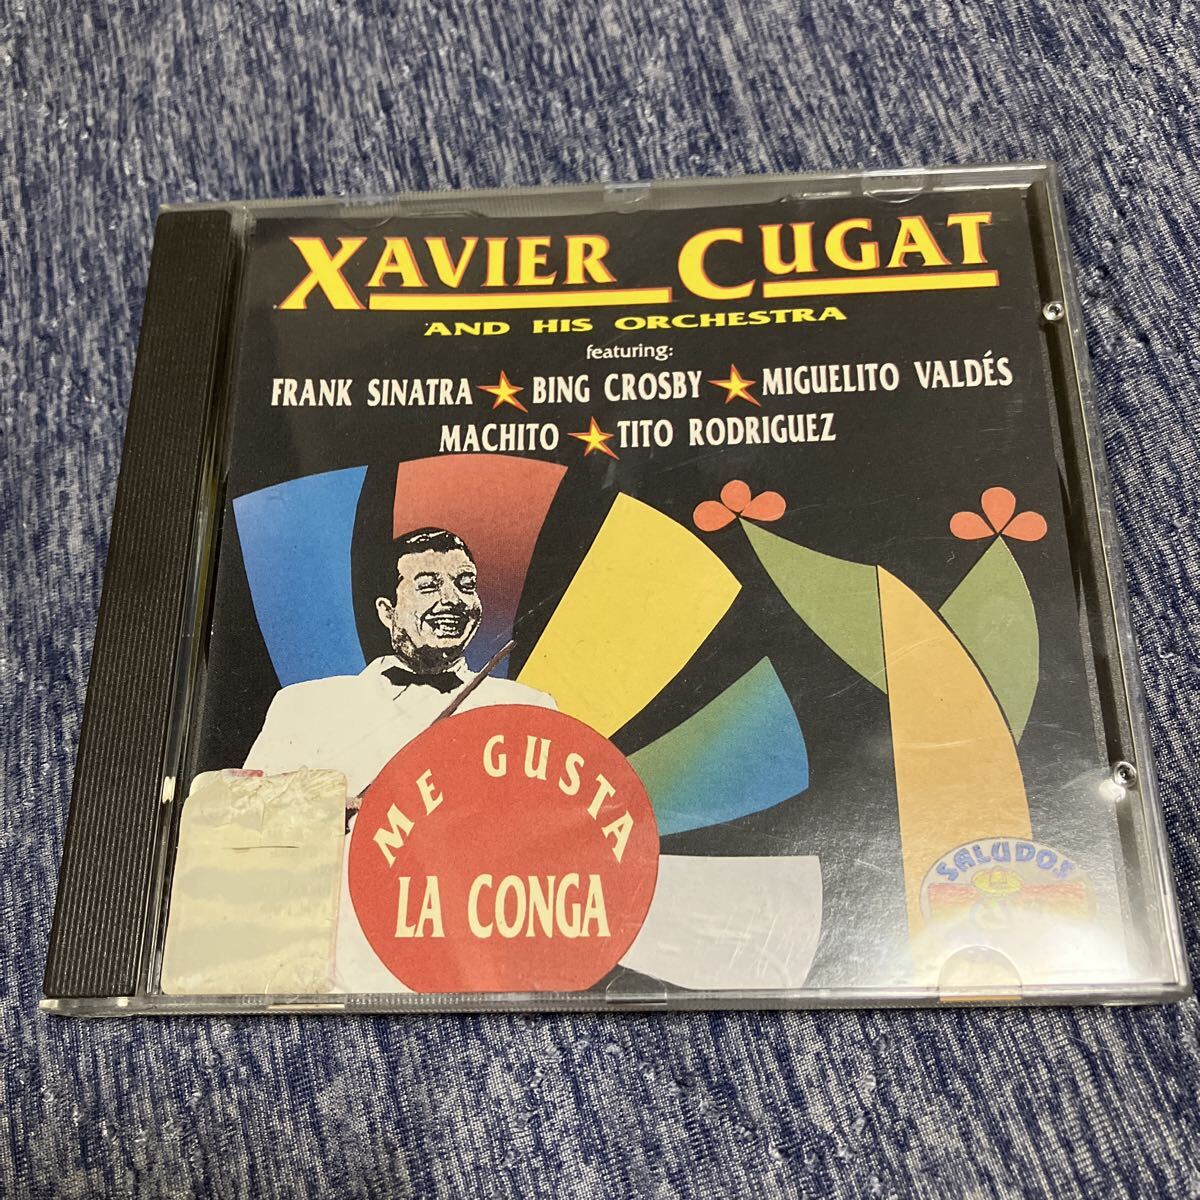 XAVIER CUGAT
AND HIS ORCHESTRA
featuring:
FRANK SINATRA ★ BING CROSBY ★ MIGUELITO VALDÉS
MACHITO ★ TITO RODRIGUEZ
ME GUSTA
LA CONGA
SALUDOS